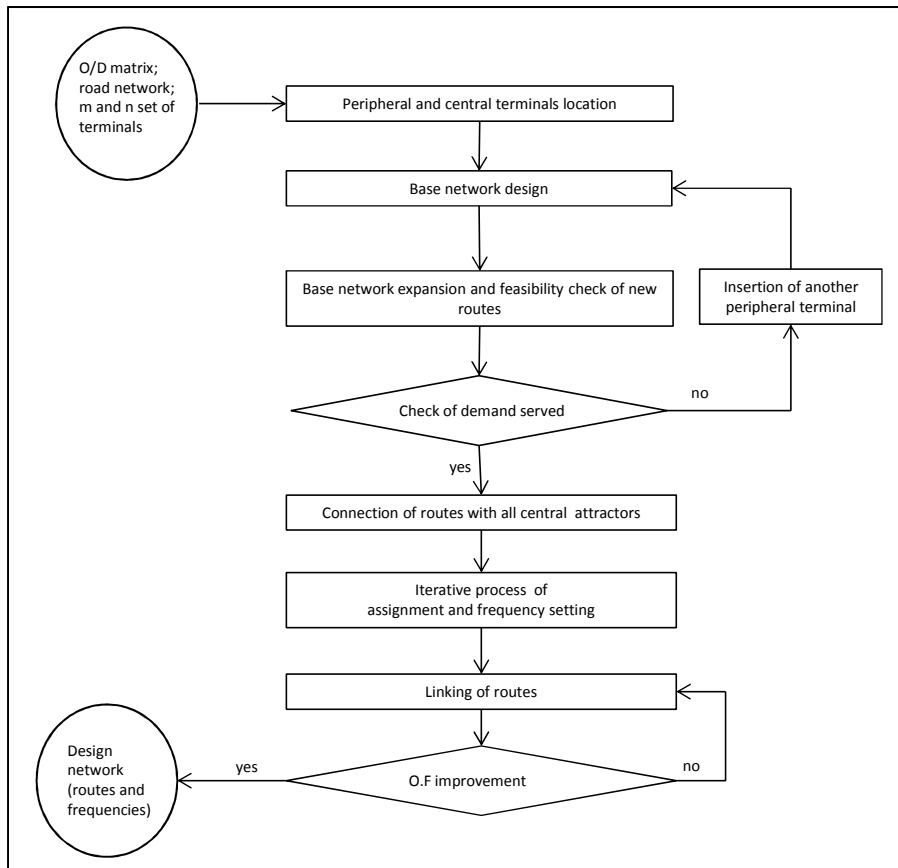 O/D matrix;
road network;
m and n set of
terminals
Peripheral and central terminals location
Base network design
Base network expansion and feasibility check of new
routes
Insertion of another
peripheral terminal
Check of demand served
no
yes
Connection of routes with all central attractors
Iterative process of
assignment and frequency setting
Linking of routes
Design
network
(routes and
frequencies)
yes
O.F improvement
no